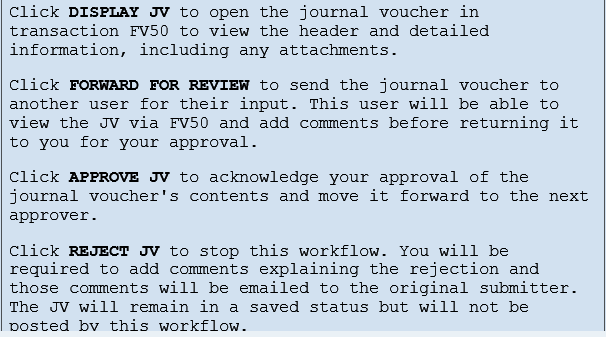 Click DISPLAY JV to open the journal voucher in
transaction FV50 to view the header and detailed
information, including any attachments.
Click FORWARD FOR REVIEW to send the journal voucher to
another user for their input. This user will be able to
view the JV via FV50 and add comments before returning it
to you for your approval.
Click APPROVE JV to acknowledge your approval of the
journal voucher's contents and move it forward to the next
approver.
Click REJECT JV to stop this workflow. You will be
required to add comments explaining the rejection and
those comments will be emailed to the original submitter.
The JV will remain in a saved status but will not be
posted by this workflow.